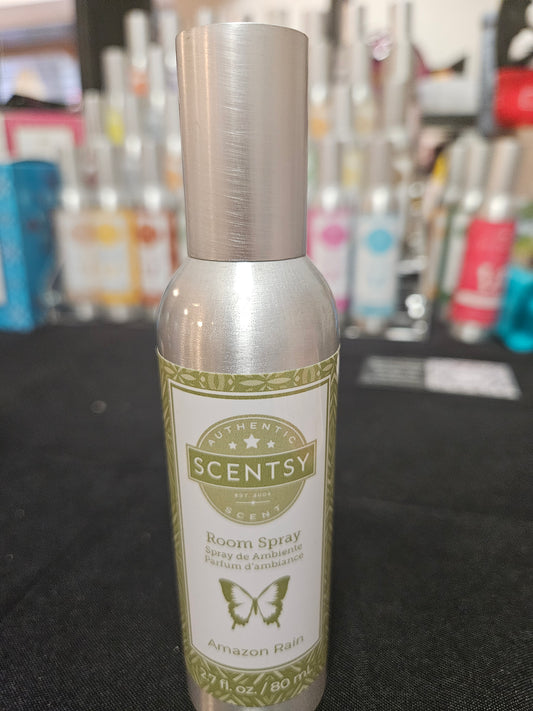 AUTHENTIC
SCENTSY
EST. 2004
SCENT
Room Spray
Spray de Ambiente
Parfum d'ambiance
Amazon Rain
2.7 fl. oz. / 80 mL